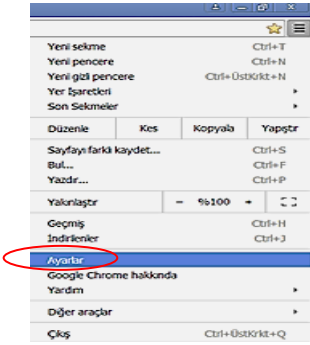 Yeni sekme Ctrl+T
Yeni pencere Ctrl+N
Yeni gizli pencere Ctrl+ÜstKrkt+N
Yer İşaretleri
Son Sekmeler
Düzenle Kes Kopyala Yapıştır
Sayfayı farklı kaydet... Ctrl+S
Bul... Ctrl+F
Yazdır... Ctrl+P
Yakınlaştır - %100 +
Geçmiş Ctrl+H
İndirilenler Ctrl+J
Ayarlar
Google Chrome hakkında
Yardım
Diğer araçlar
Çıkış Ctrl+ÜstKrkt+Q